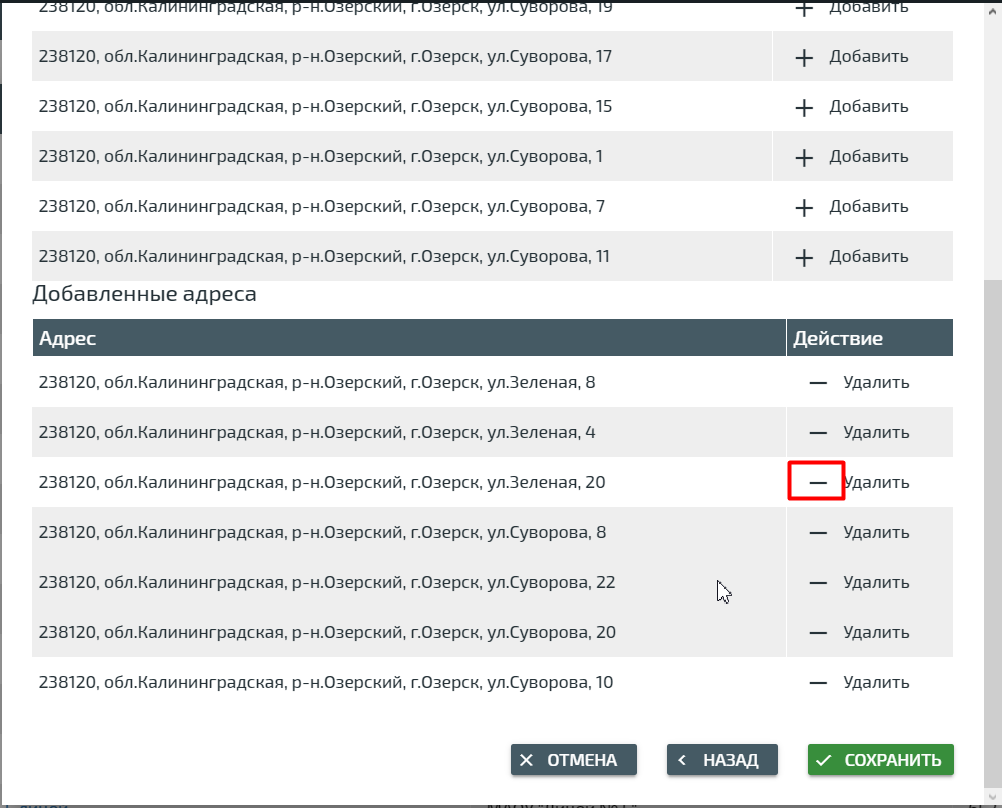 238120, обл.Калининградская, р-н.Озерский, г.Озерск, ул.Суворова, 19 Добавить
238120, обл.Калининградская, р-н.Озерский, г.Озерск, ул.Суворова, 17 Добавить
238120, обл.Калининградская, р-н.Озерский, г.Озерск, ул.Суворова, 15 Добавить
238120, обл.Калининградская, р-н.Озерский, г.Озерск, ул.Суворова, 1 Добавить
238120, обл.Калининградская, р-н.Озерский, г.Озерск, ул.Суворова, 7 Добавить
238120, обл.Калининградская, р-н.Озерский, г.Озерск, ул.Суворова, 11 Добавить
Добавленные адреса
Адрес Действие
238120, обл.Калининградская, р-н.Озерский, г.Озерск, ул.Зеленая, 8 Удалить
238120, обл.Калининградская, р-н.Озерский, г.Озерск, ул.Зеленая, 4 Удалить
238120, обл.Калининградская, р-н.Озерский, г.Озерск, ул.Зеленая, 20 Удалить
238120, обл.Калининградская, р-н.Озерский, г.Озерск, ул.Суворова, 8 Удалить
238120, обл.Калининградская, р-н.Озерский, г.Озерск, ул.Суворова, 22 Удалить
238120, обл.Калининградская, р-н.Озерский, г.Озерск, ул.Суворова, 20 Удалить
238120, обл.Калининградская, р-н.Озерский, г.Озерск, ул.Суворова, 10 Удалить
ОТМЕНА НАЗАД СОХРАНИТЬ